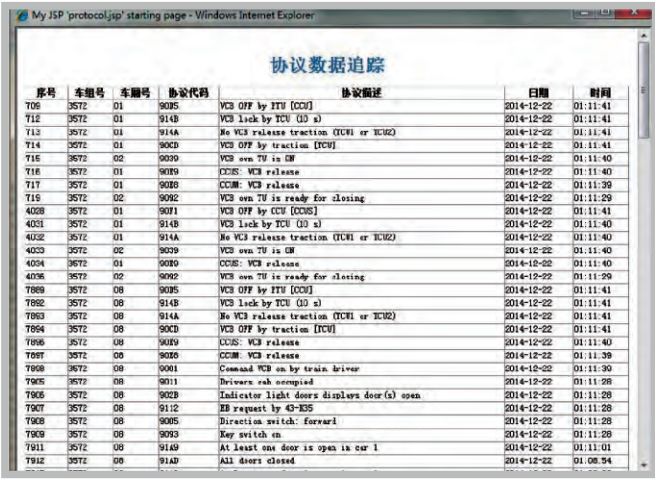 My JSP 'protocol.jsp' starting page - Windows Internet Explorer
协议数据追踪
序号 车组号 车厢号 协议代码 协议描述 日期 时间
709 3572 01 90D5 VCB OFF by PTU [CCU] 2014-12-22 01:11:41
712 3572 01 914B VCB lock by TCU (10 s) 2014-12-22 01:11:41
713 3572 01 914A No VCB release traction (TCU1 or TCU2) 2014-12-22 01:11:41
714 3572 01 90CD VCB OFF by traction [TCU] 2014-12-22 01:11:41
715 3572 02 9039 VCB own TU is ON 2014-12-22 01:11:40
716 3572 01 90E9 CCUS: VCB release 2014-12-22 01:11:40
717 3572 01 90E8 CCUM: VCB release 2014-12-22 01:11:39
719 3572 02 9092 VCB own TU is ready for closing 2014-12-22 01:11:29
4028 3572 01 90F1 VCB OFF by CCU [CCUS] 2014-12-22 01:11:41
4031 3572 01 914B VCB lock by TCU (10 s) 2014-12-22 01:11:40
4032 3572 01 914A No VCB release traction (TCU1 or TCU2) 2014-12-22 01:11:40
4033 3572 02 9039 VCB own TU is ON 2014-12-22 01:11:40
4034 3572 01 90E9 CCUS: VCB release 2014-12-22 01:11:40
4036 3572 02 9092 VCB own TU is ready for closing 2014-12-22 01:11:29
7889 3572 08 90D5 VCB OFF by PTU [CCU] 2014-12-22 01:11:41
7892 3572 08 914B VCB lock by TCU (10 s) 2014-12-22 01:11:41
7893 3572 08 914A No VCB release traction (TCU1 or TCU2) 2014-12-22 01:11:41
7894 3572 08 90CD VCB OFF by traction [TCU] 2014-12-22 01:11:41
7896 3572 08 90E9 CCUS: VCB release 2014-12-22 01:11:40
7897 3572 08 90E8 CCUM: VCB release 2014-12-22 01:11:39
7898 3572 08 9001 Command VCB on by train driver 2014-12-22 01:11:39
7905 3572 08 9011 Drivers cab occupied 2014-12-22 01:11:28
7906 3572 08 902B Indicator light doors displays door(s) open 2014-12-22 01:11:28
7907 3572 08 9112 EB request by 43-K35 2014-12-22 01:11:28
7908 3572 08 9005 Direction switch: forward 2014-12-22 01:11:28
7909 3572 08 9093 Key switch on 2014-12-22 01:11:28
7911 3572 08 91A9 At least one door is open in car 1 2014-12-22 01:11:01
7912 3572 08 91AD All doors closed 2014-12-22 01:08:54